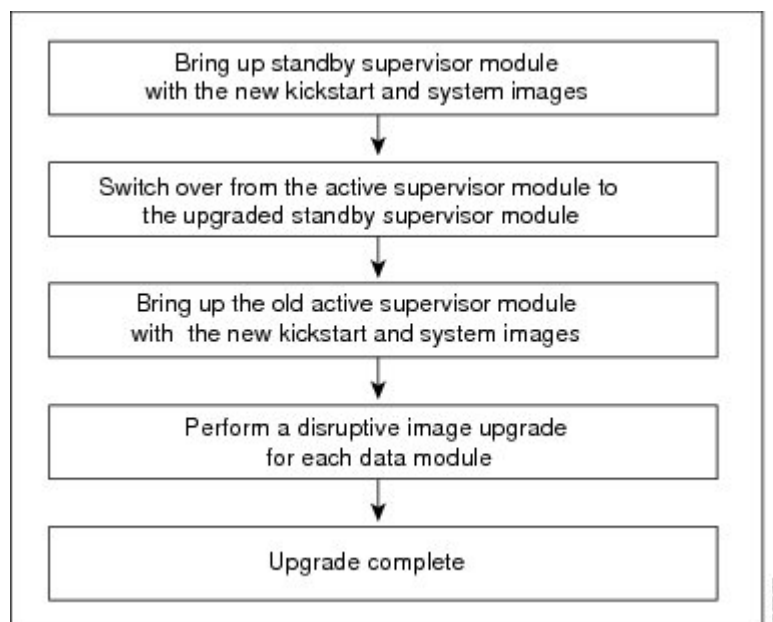 Bring up standby supervisor module
with the new kickstart and system images
Switch over from the active supervisor module to
the upgraded standby supervisor module
Bring up the old active supervisor module
with the new kickstart and system images
Perform a disruptive image upgrade
for each data module
Upgrade complete